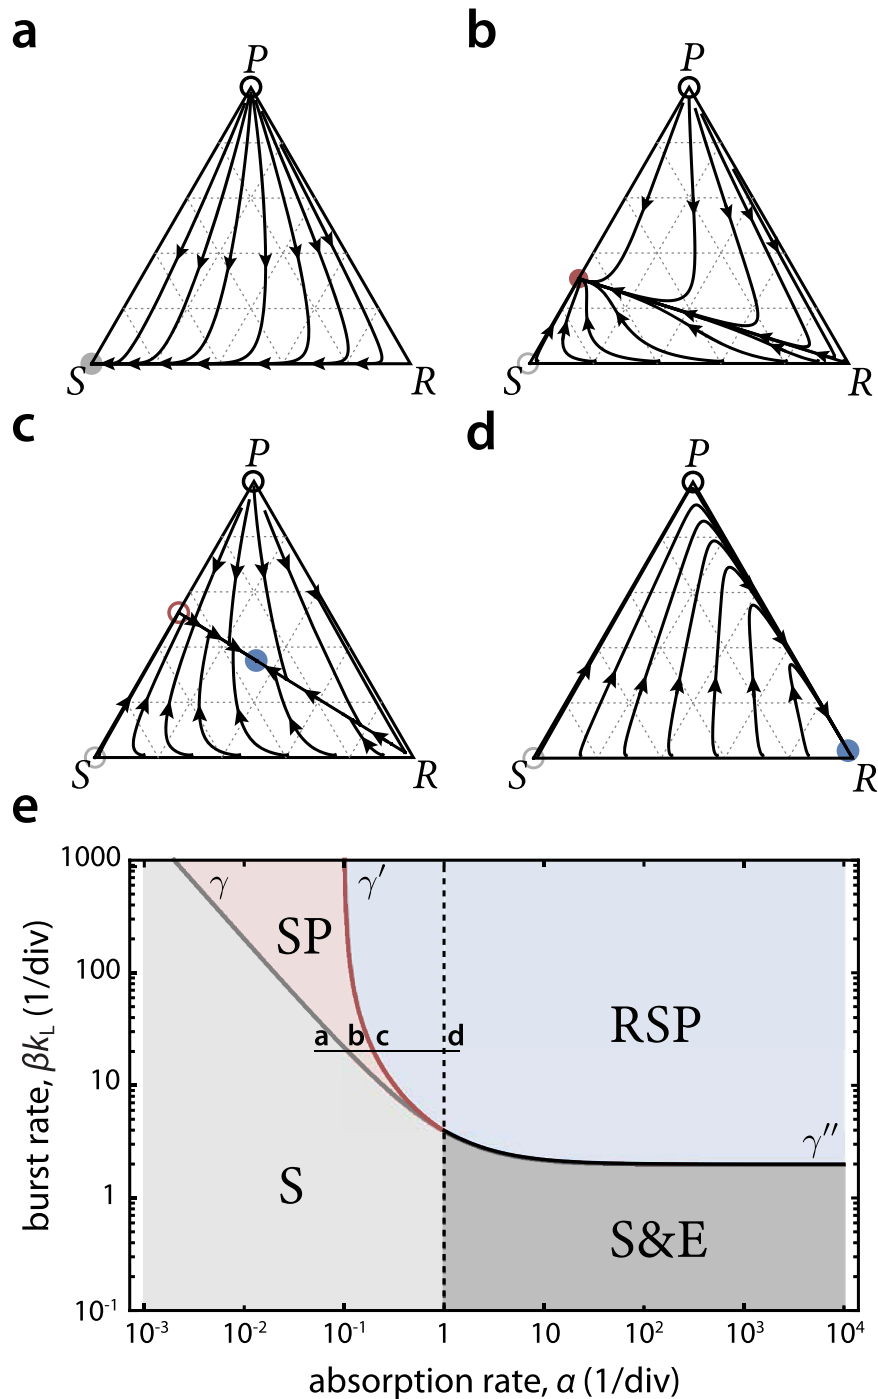 a
b
P
P
S
R
S
R
c
d
P
P
S
R
S
R
e
1000
100
10
1
10⁻¹
burst rate, βk_L (1/div)
γ
γ′
SP
RSP
a b c d
γ″
S
S&E
10⁻³ 10⁻² 10⁻¹ 1 10 10² 10³ 10⁴
absorption rate, α (1/div)